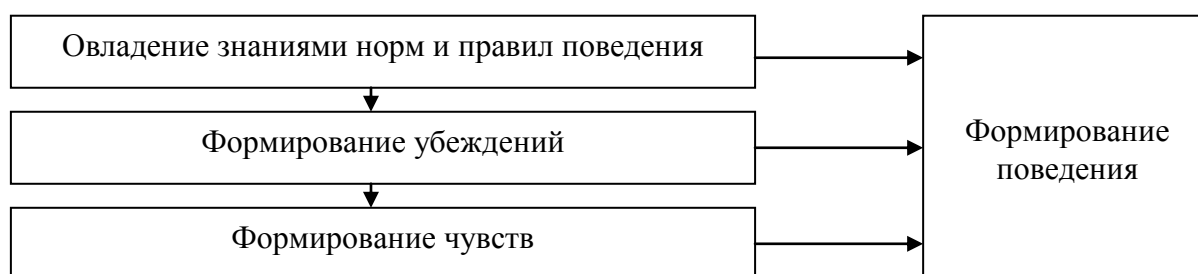 Овладение знаниями норм и правил поведения
Формирование убеждений
Формирование чувств
Формирование
поведения